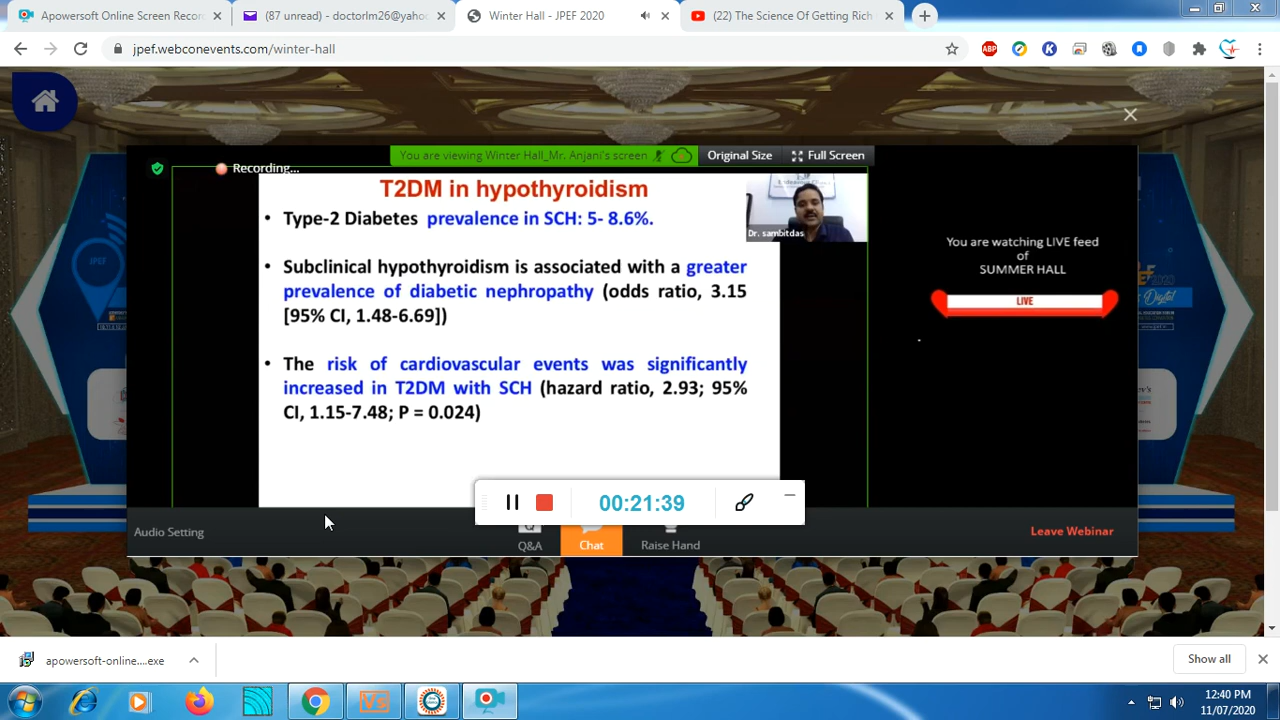 Apowersoft Online Screen Recor
(87 unread) - doctorlm26@yaho
Winter Hall - JPEF 2020
(22) The Science Of Getting Rich
jpef.webconevents.com/winter-hall
ABP
K
You are viewing Winter Hall_Mr. Anjani's screen
Original Size
Full Screen
Recording...
T2DM in hypothyroidism
Dr. sambitdas
• Type-2 Diabetes prevalence in SCH: 5- 8.6%.
• Subclinical hypothyroidism is associated with a greater
prevalence of diabetic nephropathy (odds ratio, 3.15
[95% CI, 1.48-6.69])
• The risk of cardiovascular events was significantly
increased in T2DM with SCH (hazard ratio, 2.93; 95%
CI, 1.15-7.48; P = 0.024)
You are watching LIVE feed
of
SUMMER HALL
LIVE
JPEF
2020
Digital
00:21:39
Audio Setting
Q&A
Chat
Raise Hand
Leave Webinar
apowersoft-online....exe
Show all
Vs
12:40 PM
11/07/2020